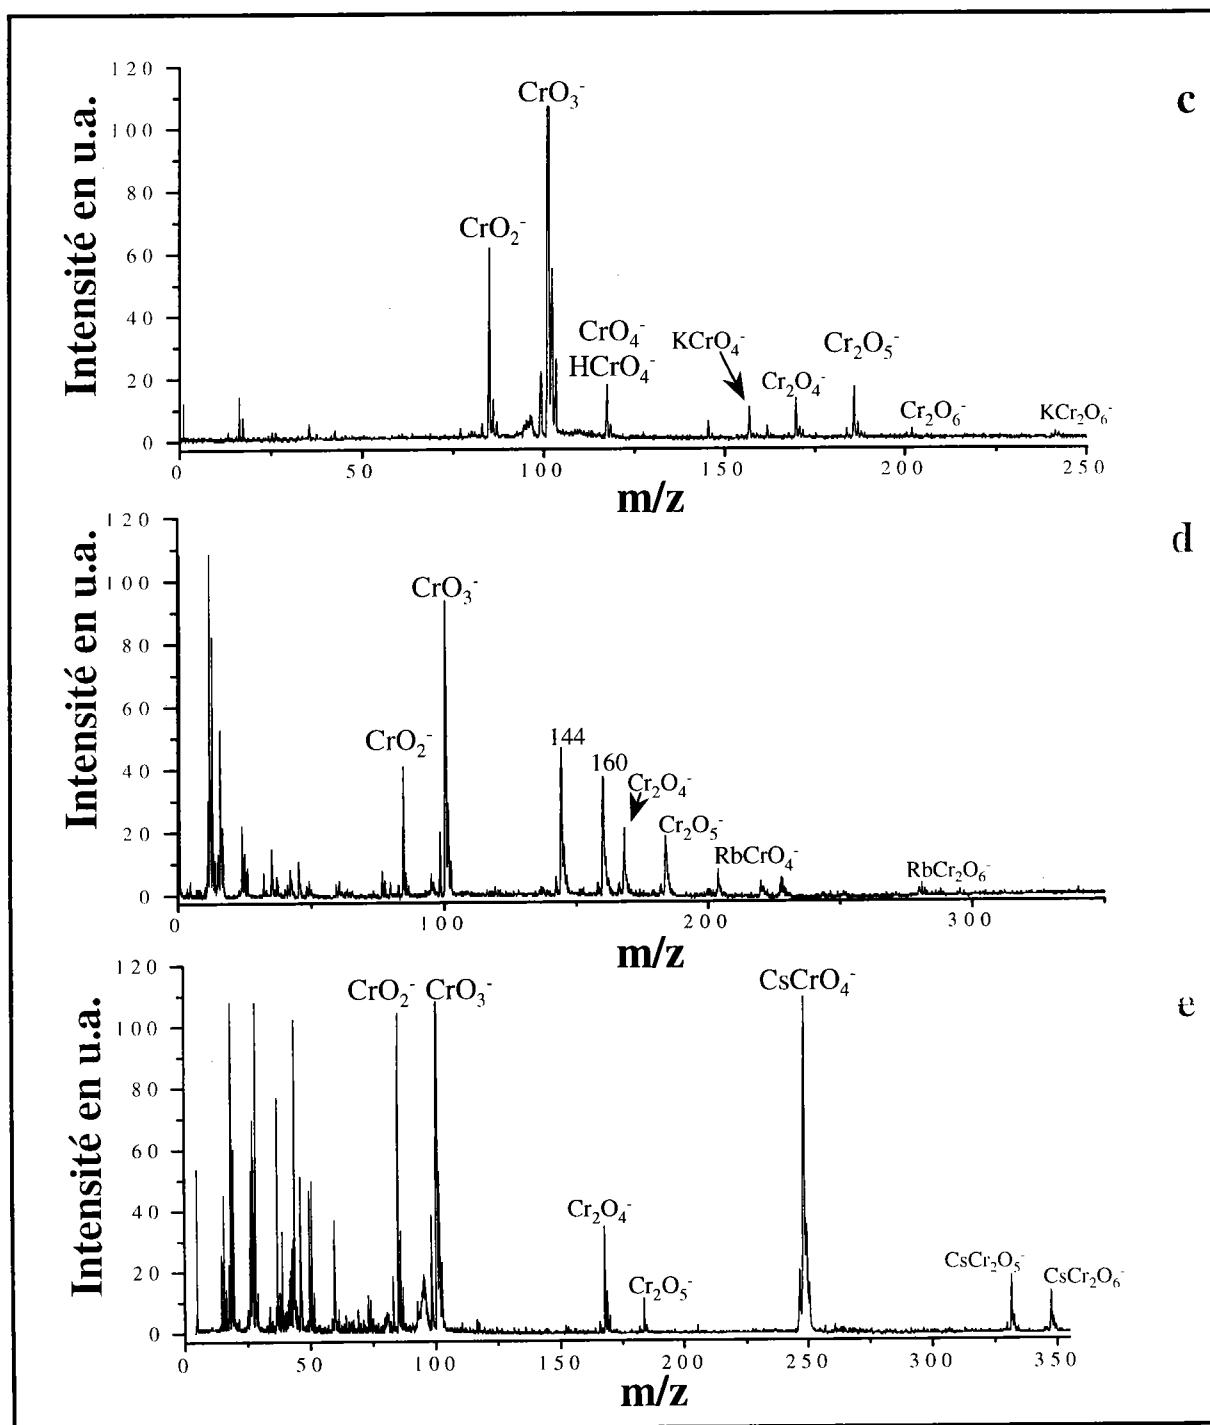 c
Intensité en u.a.
120
100
80
60
40
20
0
CrO₃⁻
CrO₂⁻
CrO₄⁻
HCrO₄⁻
KCrO₄⁻
Cr₂O₄⁻
Cr₂O₅⁻
Cr₂O₆⁻
KCr₂O₆⁻
0 50 100 150 200 250
m/z
d
Intensité en u.a.
120
100
80
60
40
20
0
CrO₃⁻
CrO₂⁻
144
160
Cr₂O₄⁻
Cr₂O₅⁻
RbCrO₄⁻
RbCr₂O₆⁻
0 100 200 300
m/z
e
Intensité en u.a.
120
100
80
60
40
20
0
CrO₂⁻
CrO₃⁻
CsCrO₄⁻
Cr₂O₄⁻
Cr₂O₅⁻
CsCr₂O₅⁻
CsCr₂O₆⁻
0 50 100 150 200 250 300 350
m/z